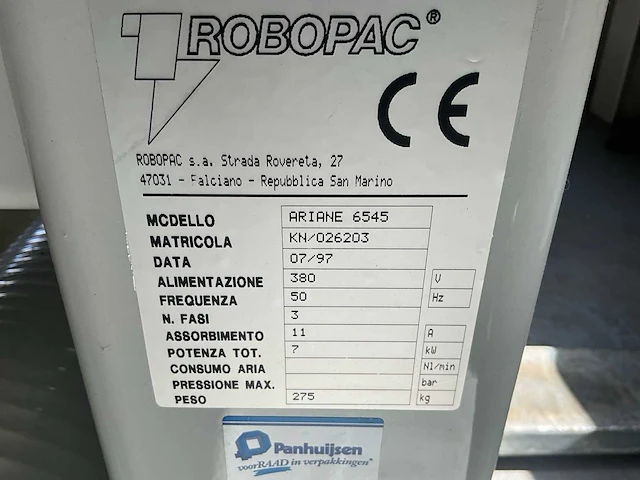 ROBOPAC®
CE
ROBOPAC s.a. Strada Rovereta, 27
47031 - Falciano - Repubblica San Marino
MODELLO ARIANE 6545
MATRICOLA KN/026203
DATA 07/97
ALIMENTAZIONE 380 V
FREQUENZA 50 Hz
N. FASI 3
ASSORBIMENTO 11 A
POTENZA TOT. 7 kW
CONSUMO ARIA Nl/min
PRESSIONE MAX. bar
PESO 275 kg
Panhuijsen
voorRAAD in verpakkingen®